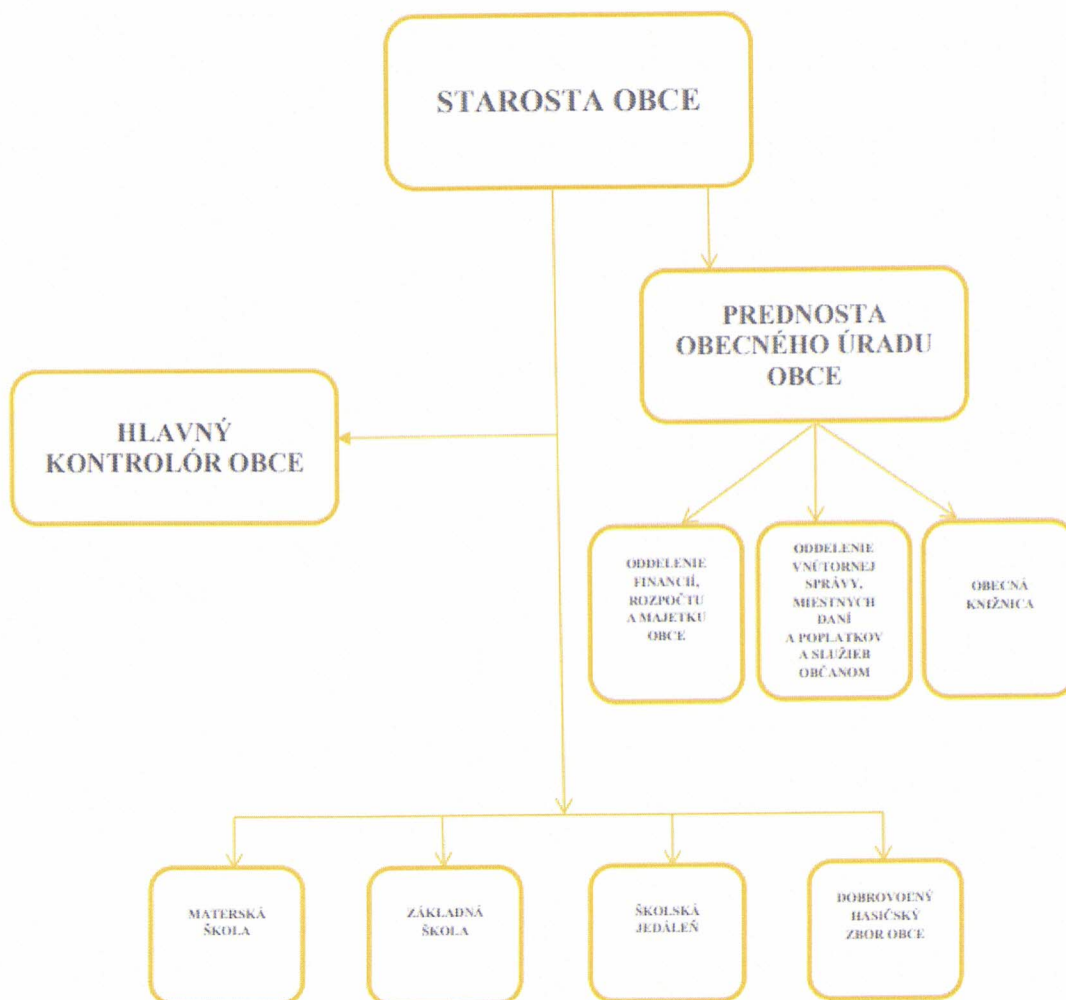 STAROSTA OBCE
PREDNOSTA
OBECNÉHO ÚRADU
OBCE
HLAVNÝ
KONTROLÓR OBCE
ODDELENIE
FINANCIÍ,
ROZPOČTU
A MAJETKU
OBCE
ODDELENIE
VNÚTORNEJ
SPRÁVY,
MIESTNYCH
DANÍ
A POPLATKOV
A SLUŽIEB
OBČANOM
OBECNÁ
KNIŽNICA
MATERSKÁ
ŠKOLA
ZÁKLADNÁ
ŠKOLA
ŠKOLSKÁ
JEDÁLEŇ
DOBROVOĽNÝ
HASIČSKÝ
ZBOR OBCE